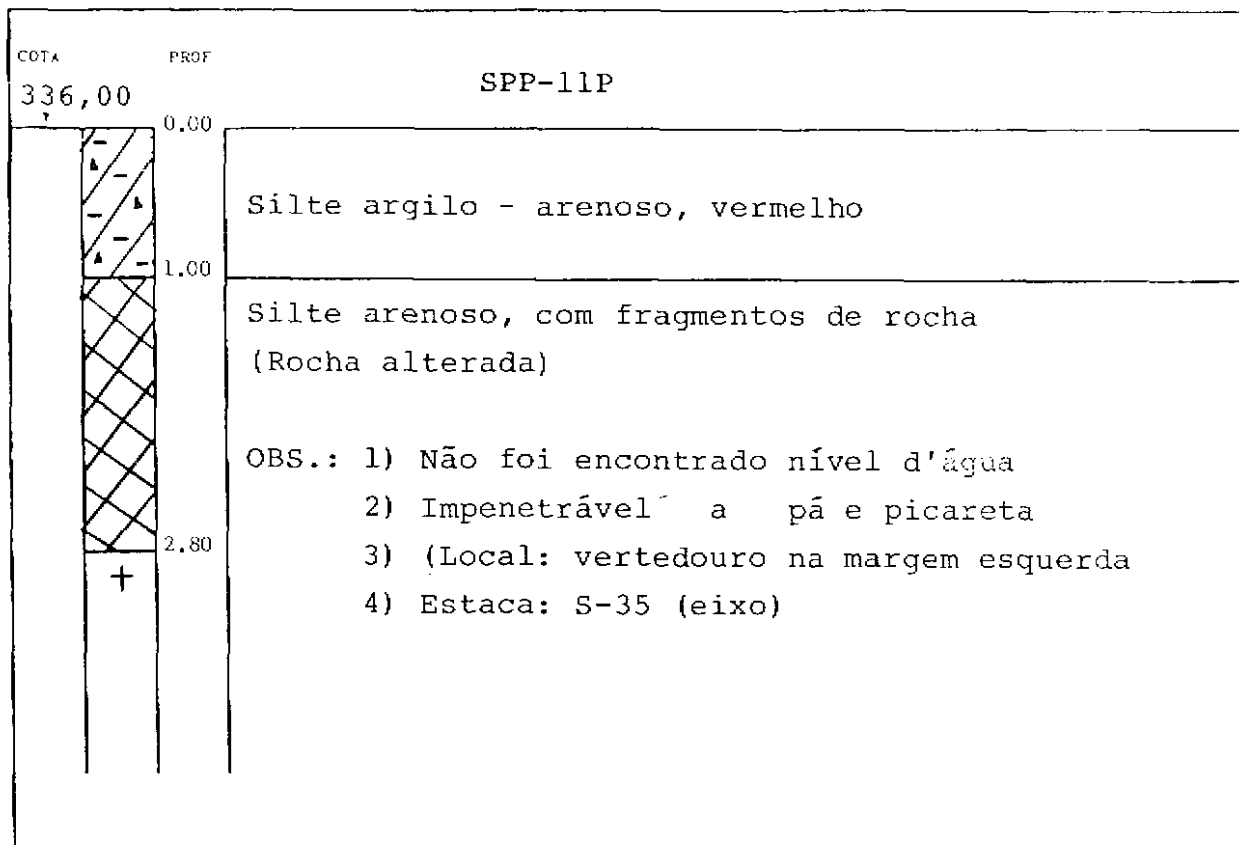 COTA PROF
336,00 SPP-11P
0.00
Silte argilo - arenoso, vermelho
1.00
Silte arenoso, com fragmentos de rocha
(Rocha alterada)
OBS.: 1) Não foi encontrado nível d'água
2) Impenetrável a pá e picareta
2.80
3) (Local: vertedouro na margem esquerda
4) Estaca: S-35 (eixo)